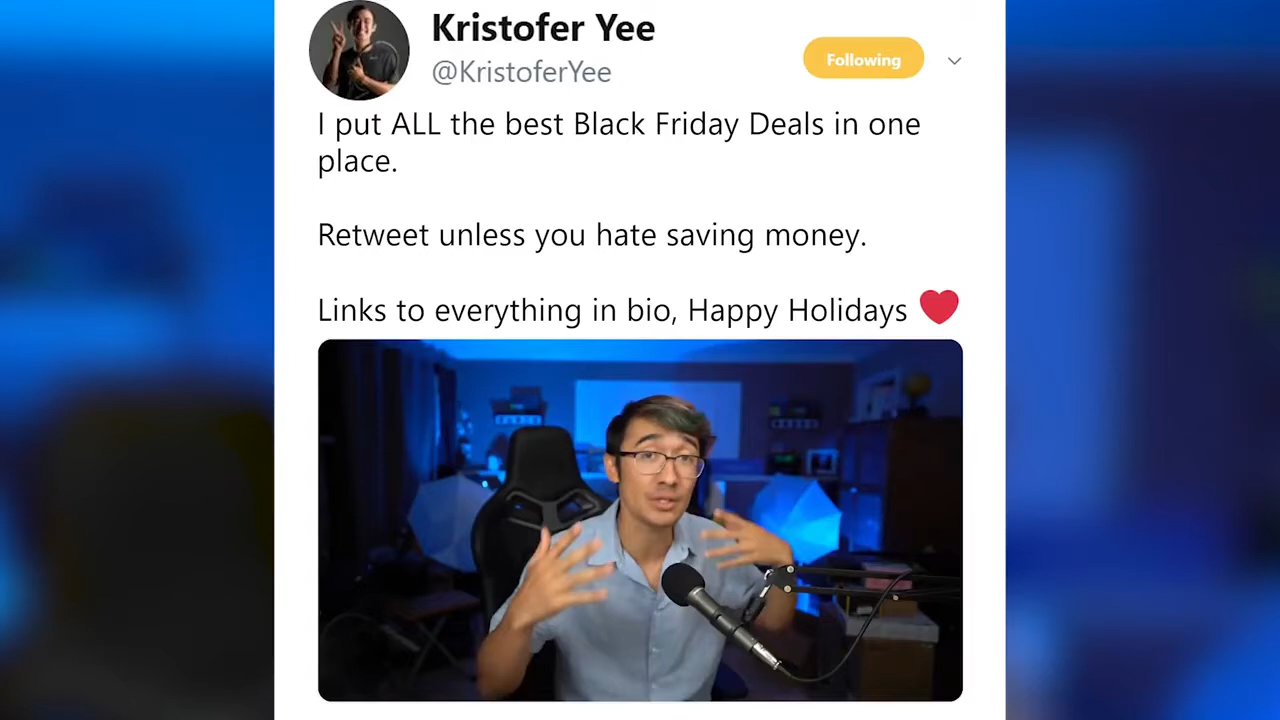 Kristofer Yee
@KristoferYee
Following
I put ALL the best Black Friday Deals in one
place.
Retweet unless you hate saving money.
Links to everything in bio, Happy Holidays ❤️